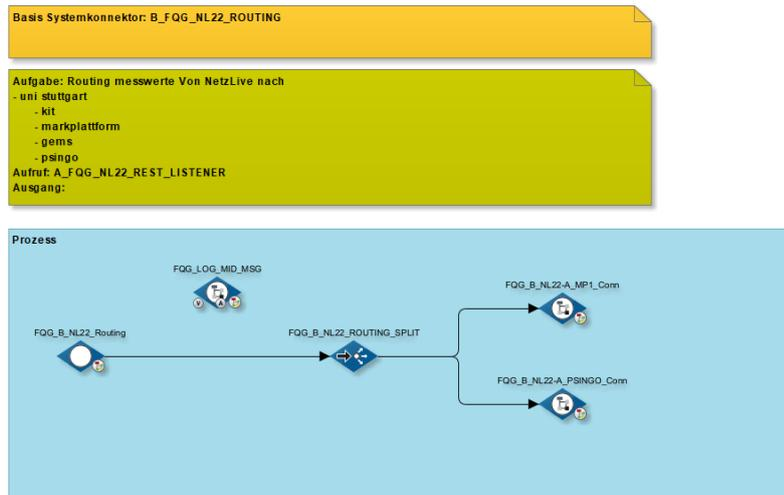 Basis Systemkonnektor: B_FQG_NL22_ROUTING
Aufgabe: Routing messwerte Von NetzLive nach
- uni stuttgart
- kit
- markplattform
- gems
- psingo
Aufruf: A_FQG_NL22_REST_LISTENER
Ausgang:
Prozess
FQG_LOG_MID_MSG
V A
FQG_B_NL22-A_MP1_Conn
FQG_B_NL22_Routing
FQG_B_NL22_ROUTING_SPLIT
FQG_B_NL22-A_PSINGO_Conn